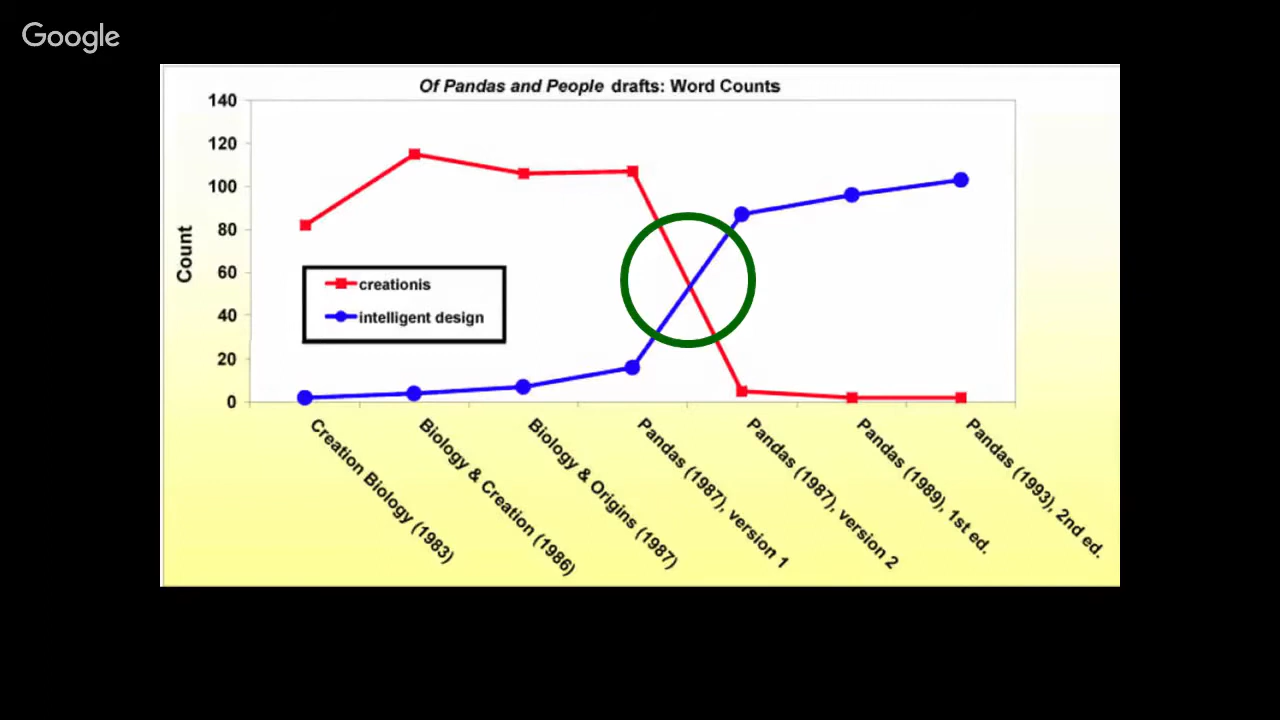 Google
Of Pandas and People drafts: Word Counts
140
120
100
80
60
40
20
0
Count
creationis
intelligent design
Creation Biology (1983)
Biology & Creation (1986)
Biology & Origins (1987)
Pandas (1987), version 1
Pandas (1987), version 2
Pandas (1989), 1st ed.
Pandas (1993), 2nd ed.